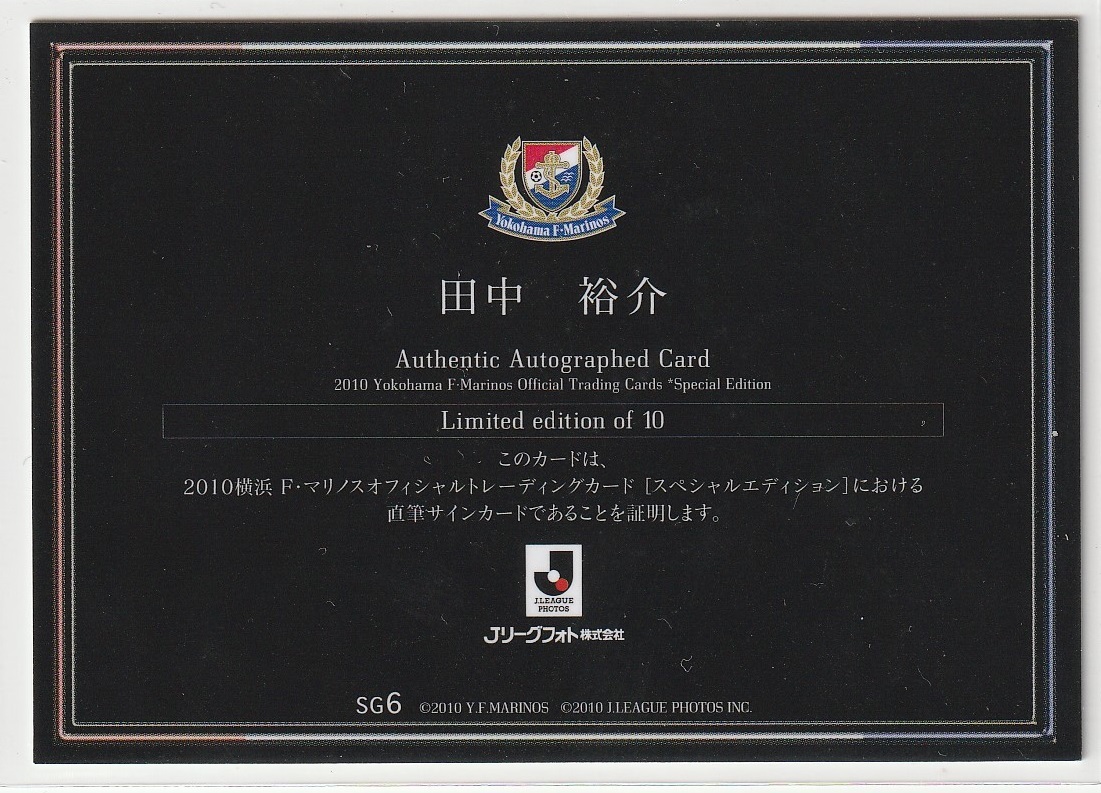 Yokohama F·Marinos
田中　裕介
Authentic Autographed Card
2010 Yokohama F·Marinos Official Trading Cards *Special Edition
Limited edition of 10
このカードは、
2010横浜 F・マリノスオフィシャルトレーディングカード [スペシャルエディション]における
直筆サインカードであることを証明します。
J.LEAGUE
PHOTOS
Jリーグフォト株式会社
SG6 ©2010 Y.F.MARINOS ©2010 J.LEAGUE PHOTOS INC.